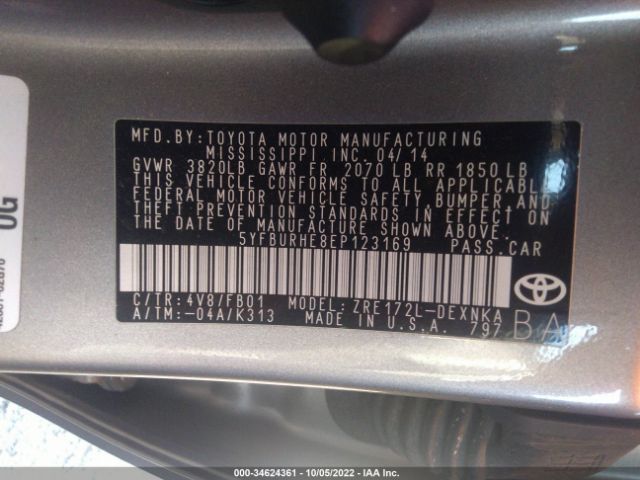 MFD.BY:TOYOTA MOTOR MANUFACTURING
MISSISSIPPI INC. 04/14
GVWR 3820LB GAWR FR 2070 LB RR 1850 LB
THIS VEHICLE CONFORMS TO ALL APPLICABLE
FEDERAL MOTOR VEHICLE SAFETY, BUMPER, AND
THEFT PREVENTION STANDARDS IN EFFECT ON
THE DATE OF MANUFACTURE SHOWN ABOVE.
5YFBURHE8EP123169 PASS.CAR
C/TR:4V8/FB01 MODEL:ZRE172L-DEXNKA
A/TM:-04A/K313 MADE IN U.S.A. 797
BA
OG
000-34624361 - 10/05/2022 - IAA Inc.